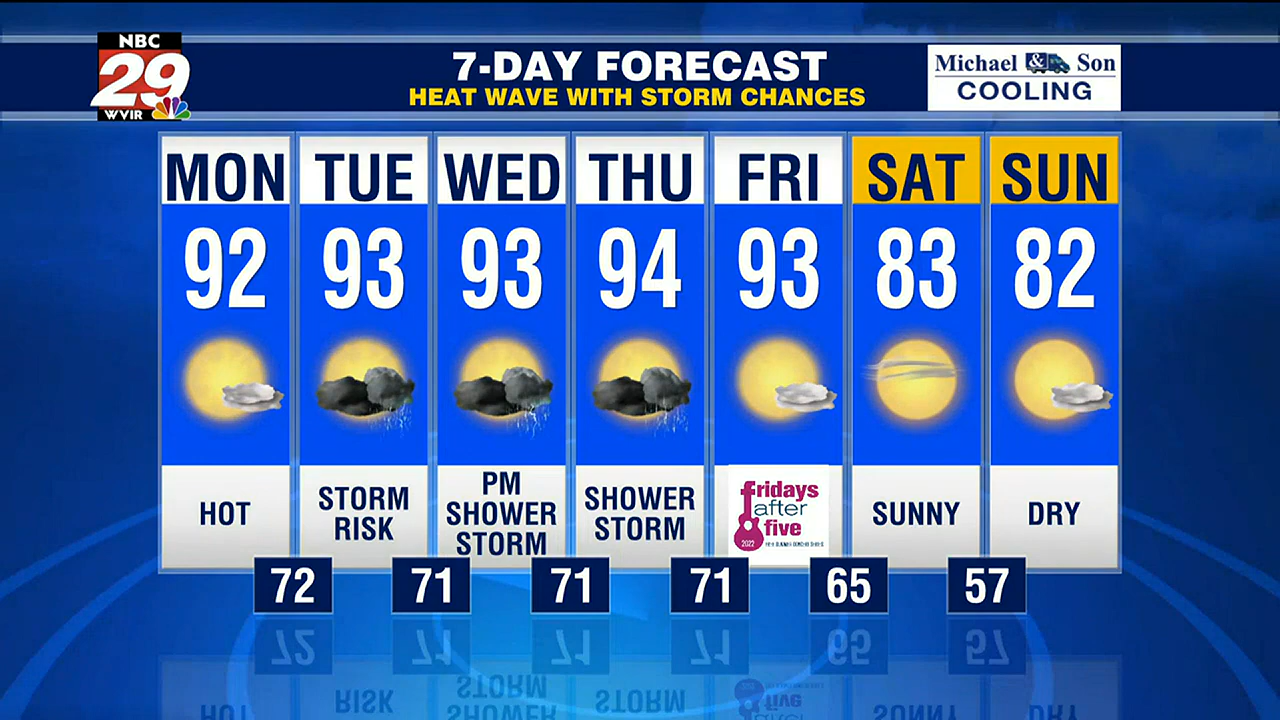 NBC
29
WVIR
7-DAY FORECAST
HEAT WAVE WITH STORM CHANCES
Michael & Son
COOLING
MON TUE WED THU FRI SAT SUN
92 93 93 94 93 83 82
HOT
STORM
RISK
PM
SHOWER
STORM
SHOWER
STORM
fridays
after
five
2022
SUNNY
DRY
72 71 71 71 65 57